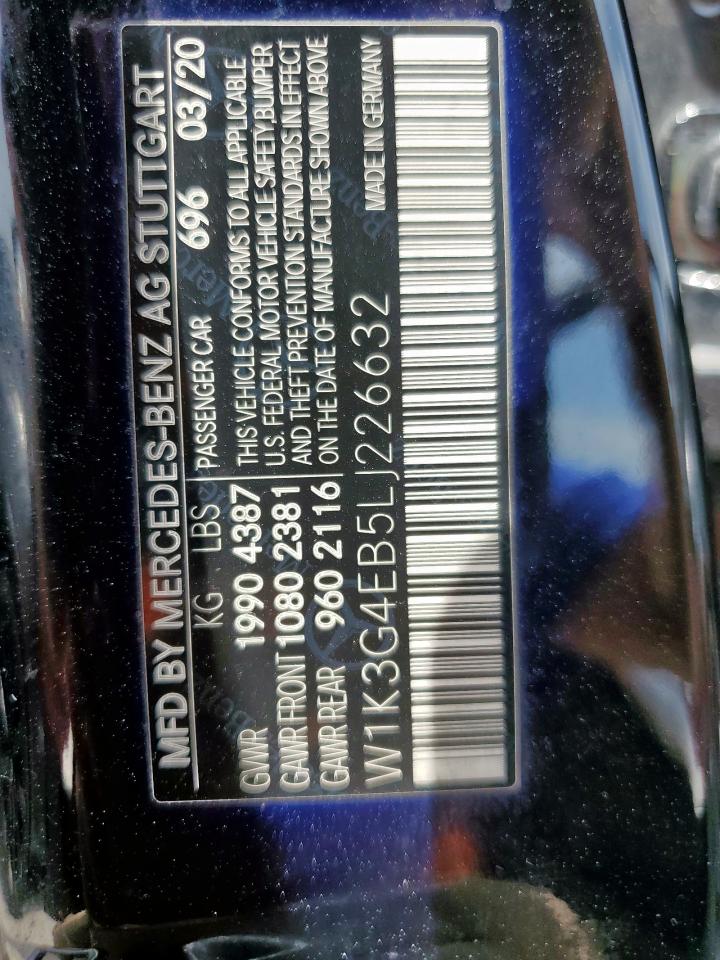 MFD BY MERCEDES-BENZ AG STUTTGART
KG LBS PASSENGER CAR 696 03/20
GVWR 1990 4387 THIS VEHICLE CONFORMS TO ALL APPLICABLE
GAWR FRONT 1080 2381 U.S. FEDERAL MOTOR VEHICLE SAFETY, BUMPER
GAWR REAR 960 2116 AND THEFT PREVENTION STANDARDS IN EFFECT
ON THE DATE OF MANUFACTURE SHOWN ABOVE
W1K3G4EB5LJ226632 MADE IN GERMANY